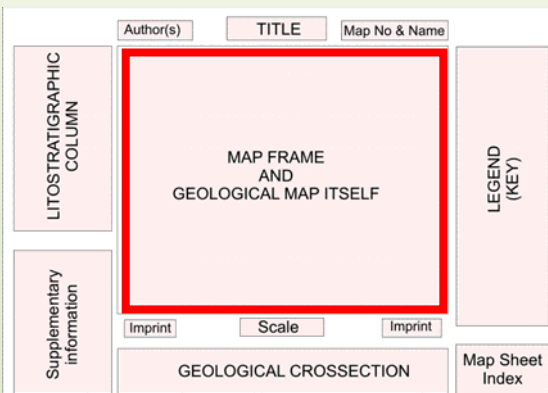 Author(s)
TITLE
Map No & Name
LITOSTRATIGRAPHIC
COLUMN
MAP FRAME
AND
GEOLOGICAL MAP ITSELF
LEGEND
(KEY)
Supplementary
information
Imprint
Scale
Imprint
GEOLOGICAL CROSSECTION
Map Sheet
Index